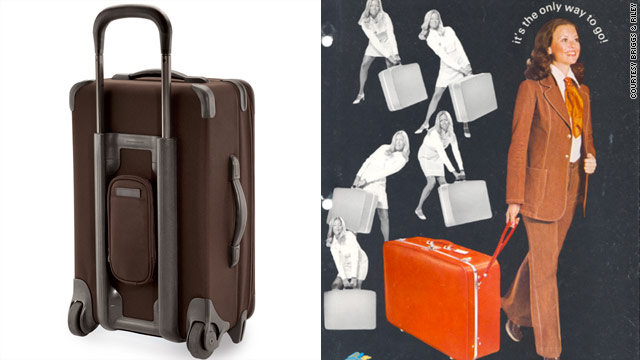 it's the only way to go!
COURTESY BRIGGS & RILEY